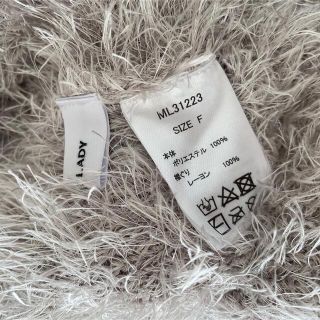 LADY
ML31223
SIZE F
本体
ポリエステル 100%
襟ぐり
レーヨン 100%